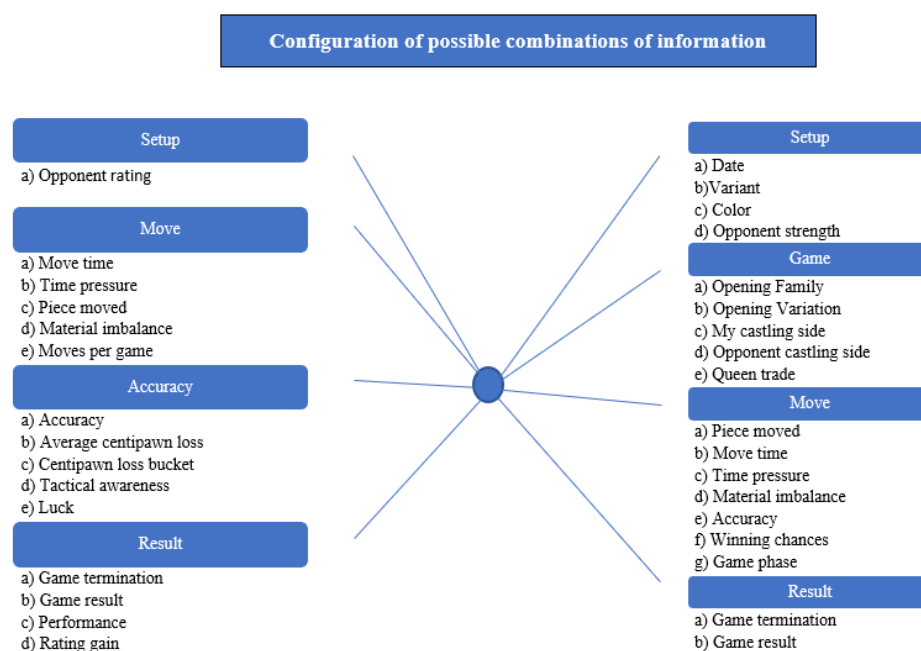 Configuration of possible combinations of information
Setup
a) Opponent rating
Move
a) Move time
b) Time pressure
c) Piece moved
d) Material imbalance
e) Moves per game
Accuracy
a) Accuracy
b) Average centipawn loss
c) Centipawn loss bucket
d) Tactical awareness
e) Luck
Result
a) Game termination
b) Game result
c) Performance
d) Rating gain
Setup
a) Date
b)Variant
c) Color
d) Opponent strength
Game
a) Opening Family
b) Opening Variation
c) My castling side
d) Opponent castling side
e) Queen trade
Move
a) Piece moved
b) Move time
c) Time pressure
d) Material imbalance
e) Accuracy
f) Winning chances
g) Game phase
Result
a) Game termination
b) Game result